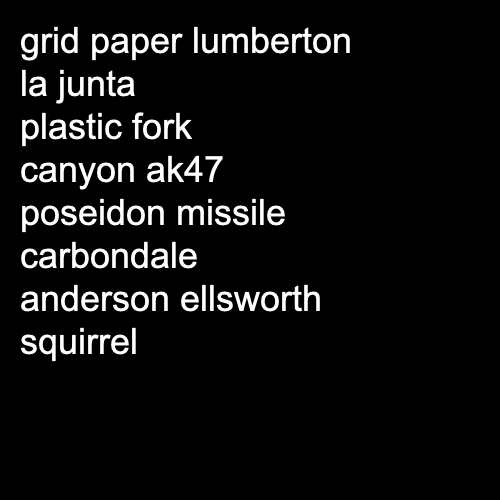 grid paper lumberton
la junta
plastic fork
canyon ak47
poseidon missile
carbondale
anderson ellsworth
squirrel